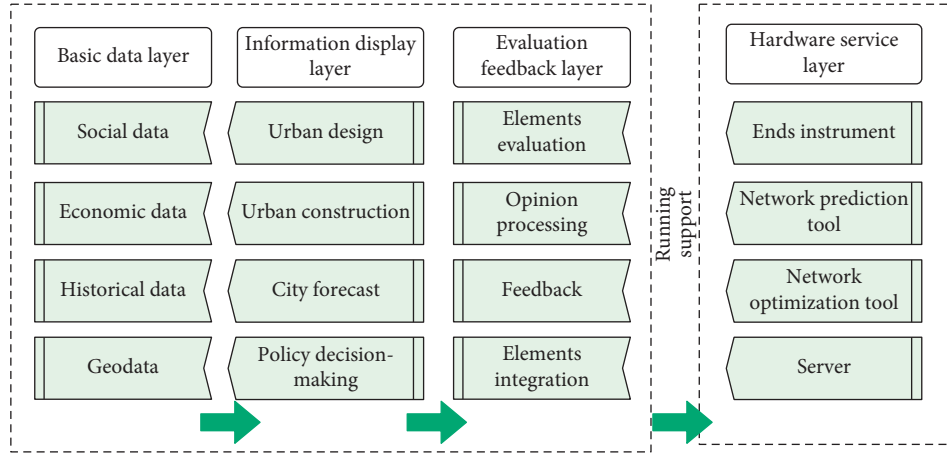 Basic data layer
Social data
Economic data
Historical data
Geodata
Information display
layer
Urban design
Urban construction
City forecast
Policy decision-
making
Evaluation
feedback layer
Elements
evaluation
Opinion
processing
Feedback
Elements
integration
Running
support
Hardware service
layer
Ends instrument
Network prediction
tool
Network
optimization tool
Server